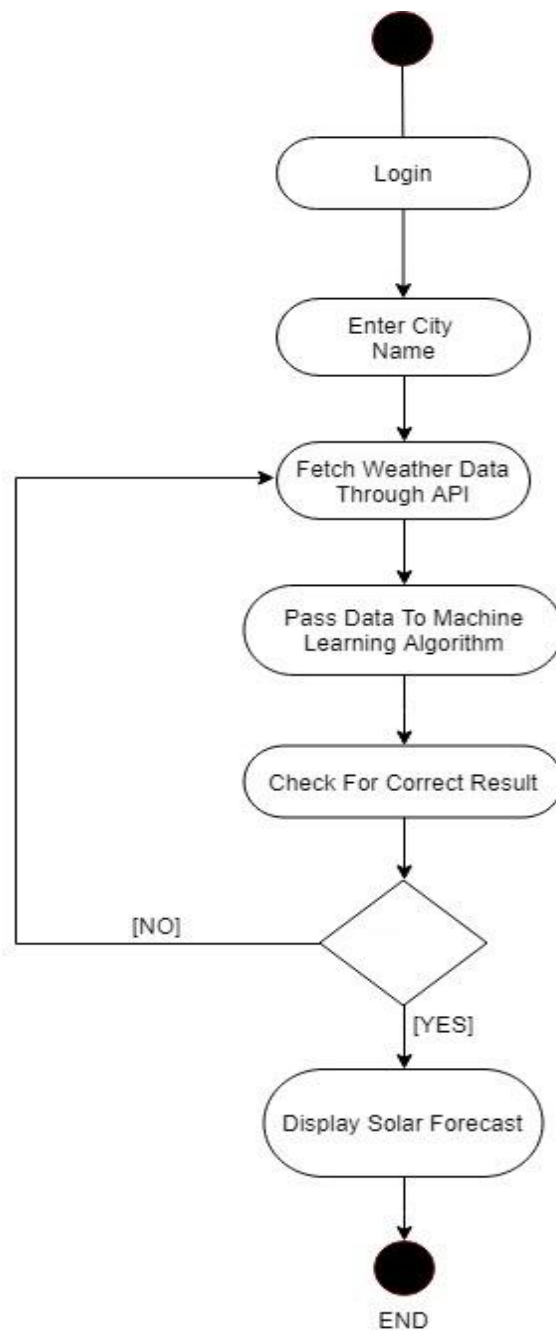 Login
Enter City
Name
Fetch Weather Data
Through API
Pass Data To Machine
Learning Algorithm
Check For Correct Result
[NO]
[YES]
Display Solar Forecast
END